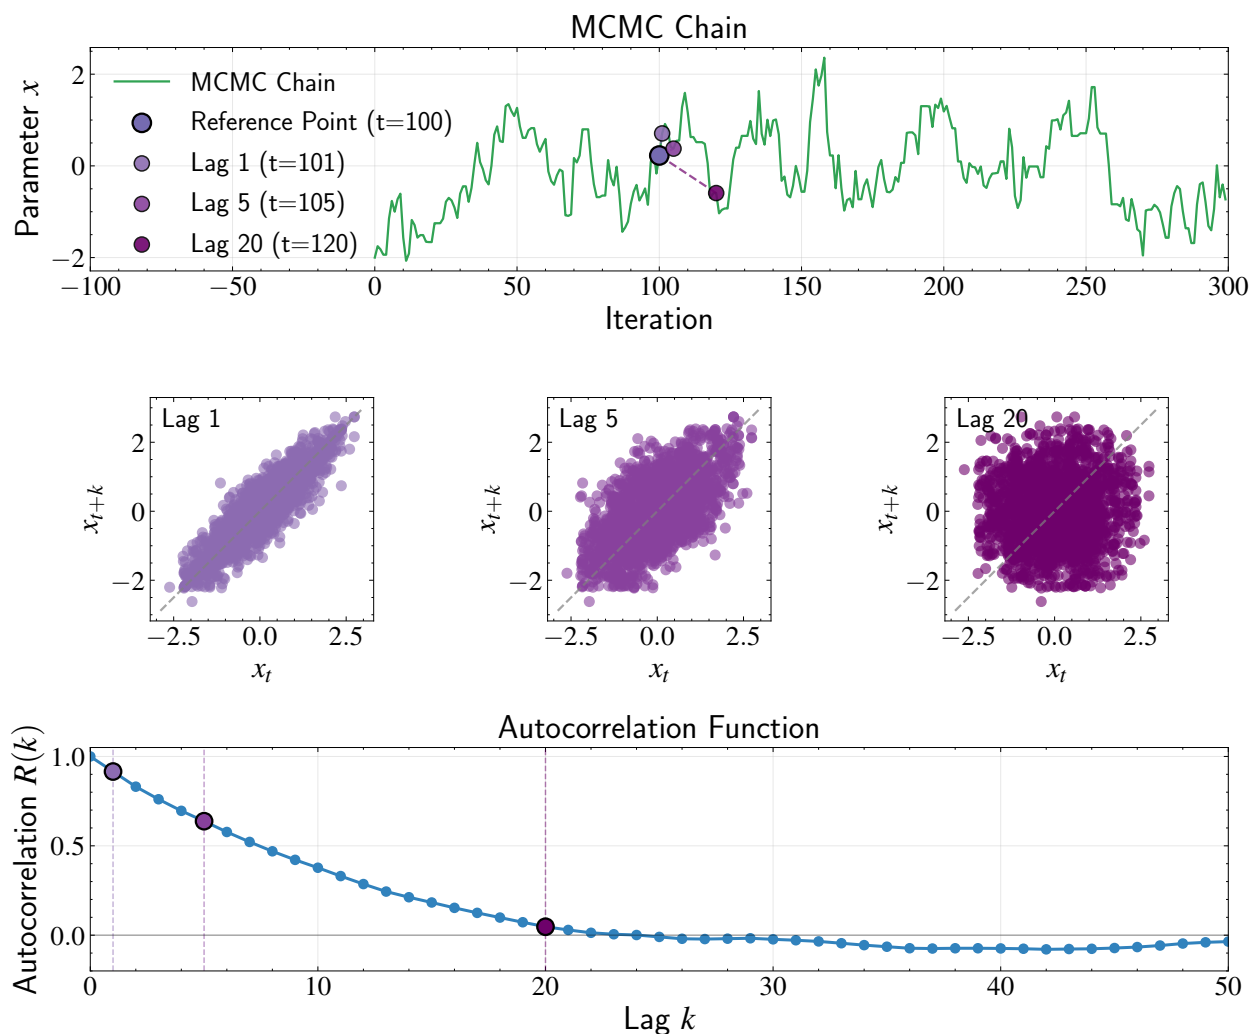 MCMC Chain
Parameter x
2
0
−2
MCMC Chain
Reference Point (t=100)
Lag 1 (t=101)
Lag 5 (t=105)
Lag 20 (t=120)
−100
−50
0
50
100
150
200
250
300
Iteration
Lag 1
x_{t+k}
2
0
−2
−2.5
0.0
2.5
x_t
Lag 5
x_{t+k}
2
0
−2
−2.5
0.0
2.5
x_t
Lag 20
x_{t+k}
2
0
−2
−2.5
0.0
2.5
x_t
Autocorrelation Function
Autocorrelation R(k)
1.0
0.5
0.0
0
10
20
30
40
50
Lag k